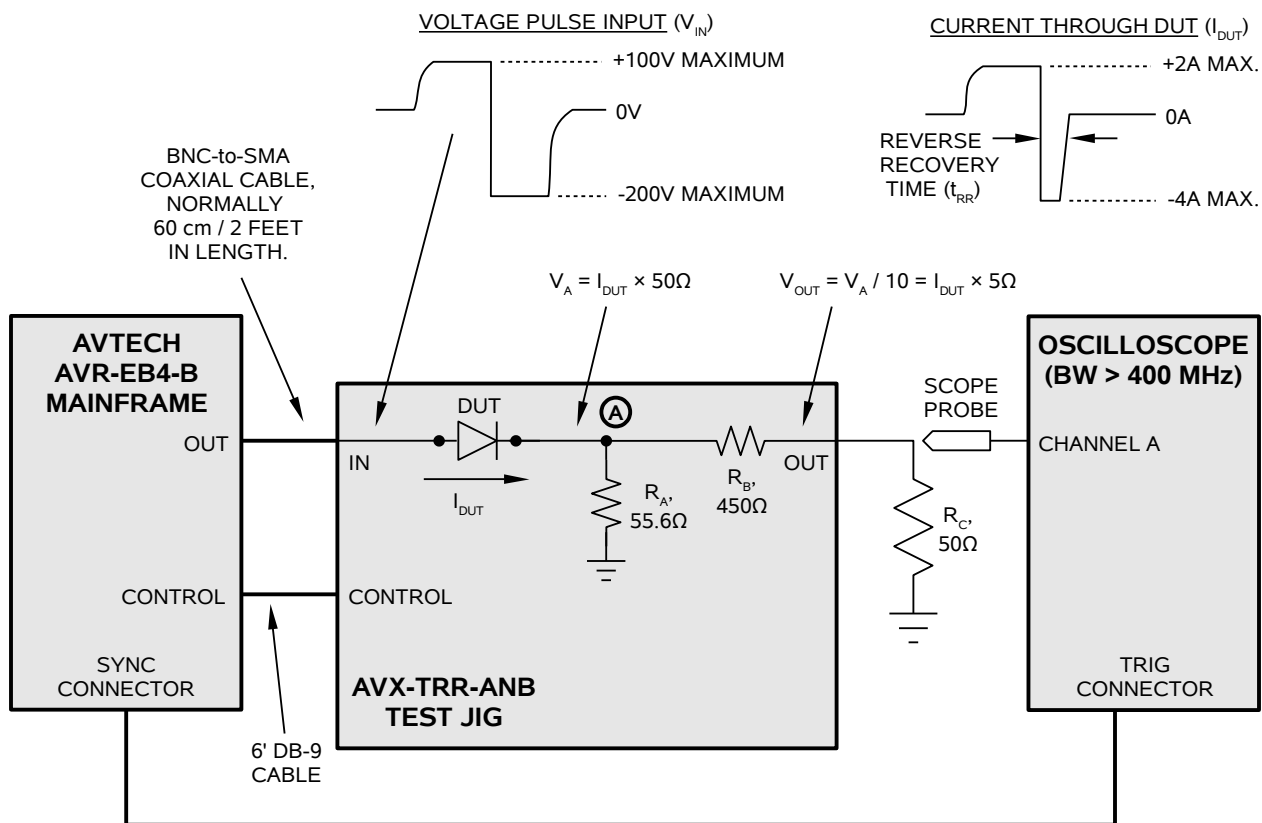 VOLTAGE PULSE INPUT (V_IN)
+100V MAXIMUM
0V
-200V MAXIMUM
CURRENT THROUGH DUT (I_DUT)
+2A MAX.
0A
REVERSE
RECOVERY
TIME (t_RR)
-4A MAX.
BNC-to-SMA
COAXIAL CABLE,
NORMALLY
60 cm / 2 FEET
IN LENGTH.
V_A = I_DUT × 50Ω
V_OUT = V_A / 10 = I_DUT × 5Ω
AVTECH
AVR-EB4-B
MAINFRAME
OUT
CONTROL
SYNC
CONNECTOR
IN
DUT
I_DUT
A
R_A,
55.6Ω
R_B,
450Ω
OUT
CONTROL
AVX-TRR-ANB
TEST JIG
SCOPE
PROBE
R_C,
50Ω
OSCILLOSCOPE
(BW > 400 MHz)
CHANNEL A
TRIG
CONNECTOR
6' DB-9
CABLE